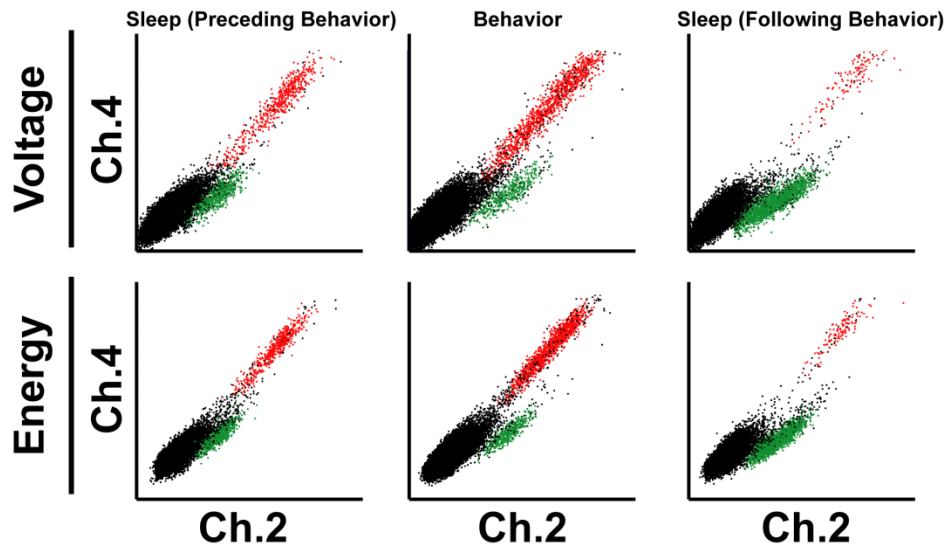 Sleep (Preceding Behavior)
Behavior
Sleep (Following Behavior)
Voltage
Ch.4
Energy
Ch.4
Ch.2
Ch.2
Ch.2